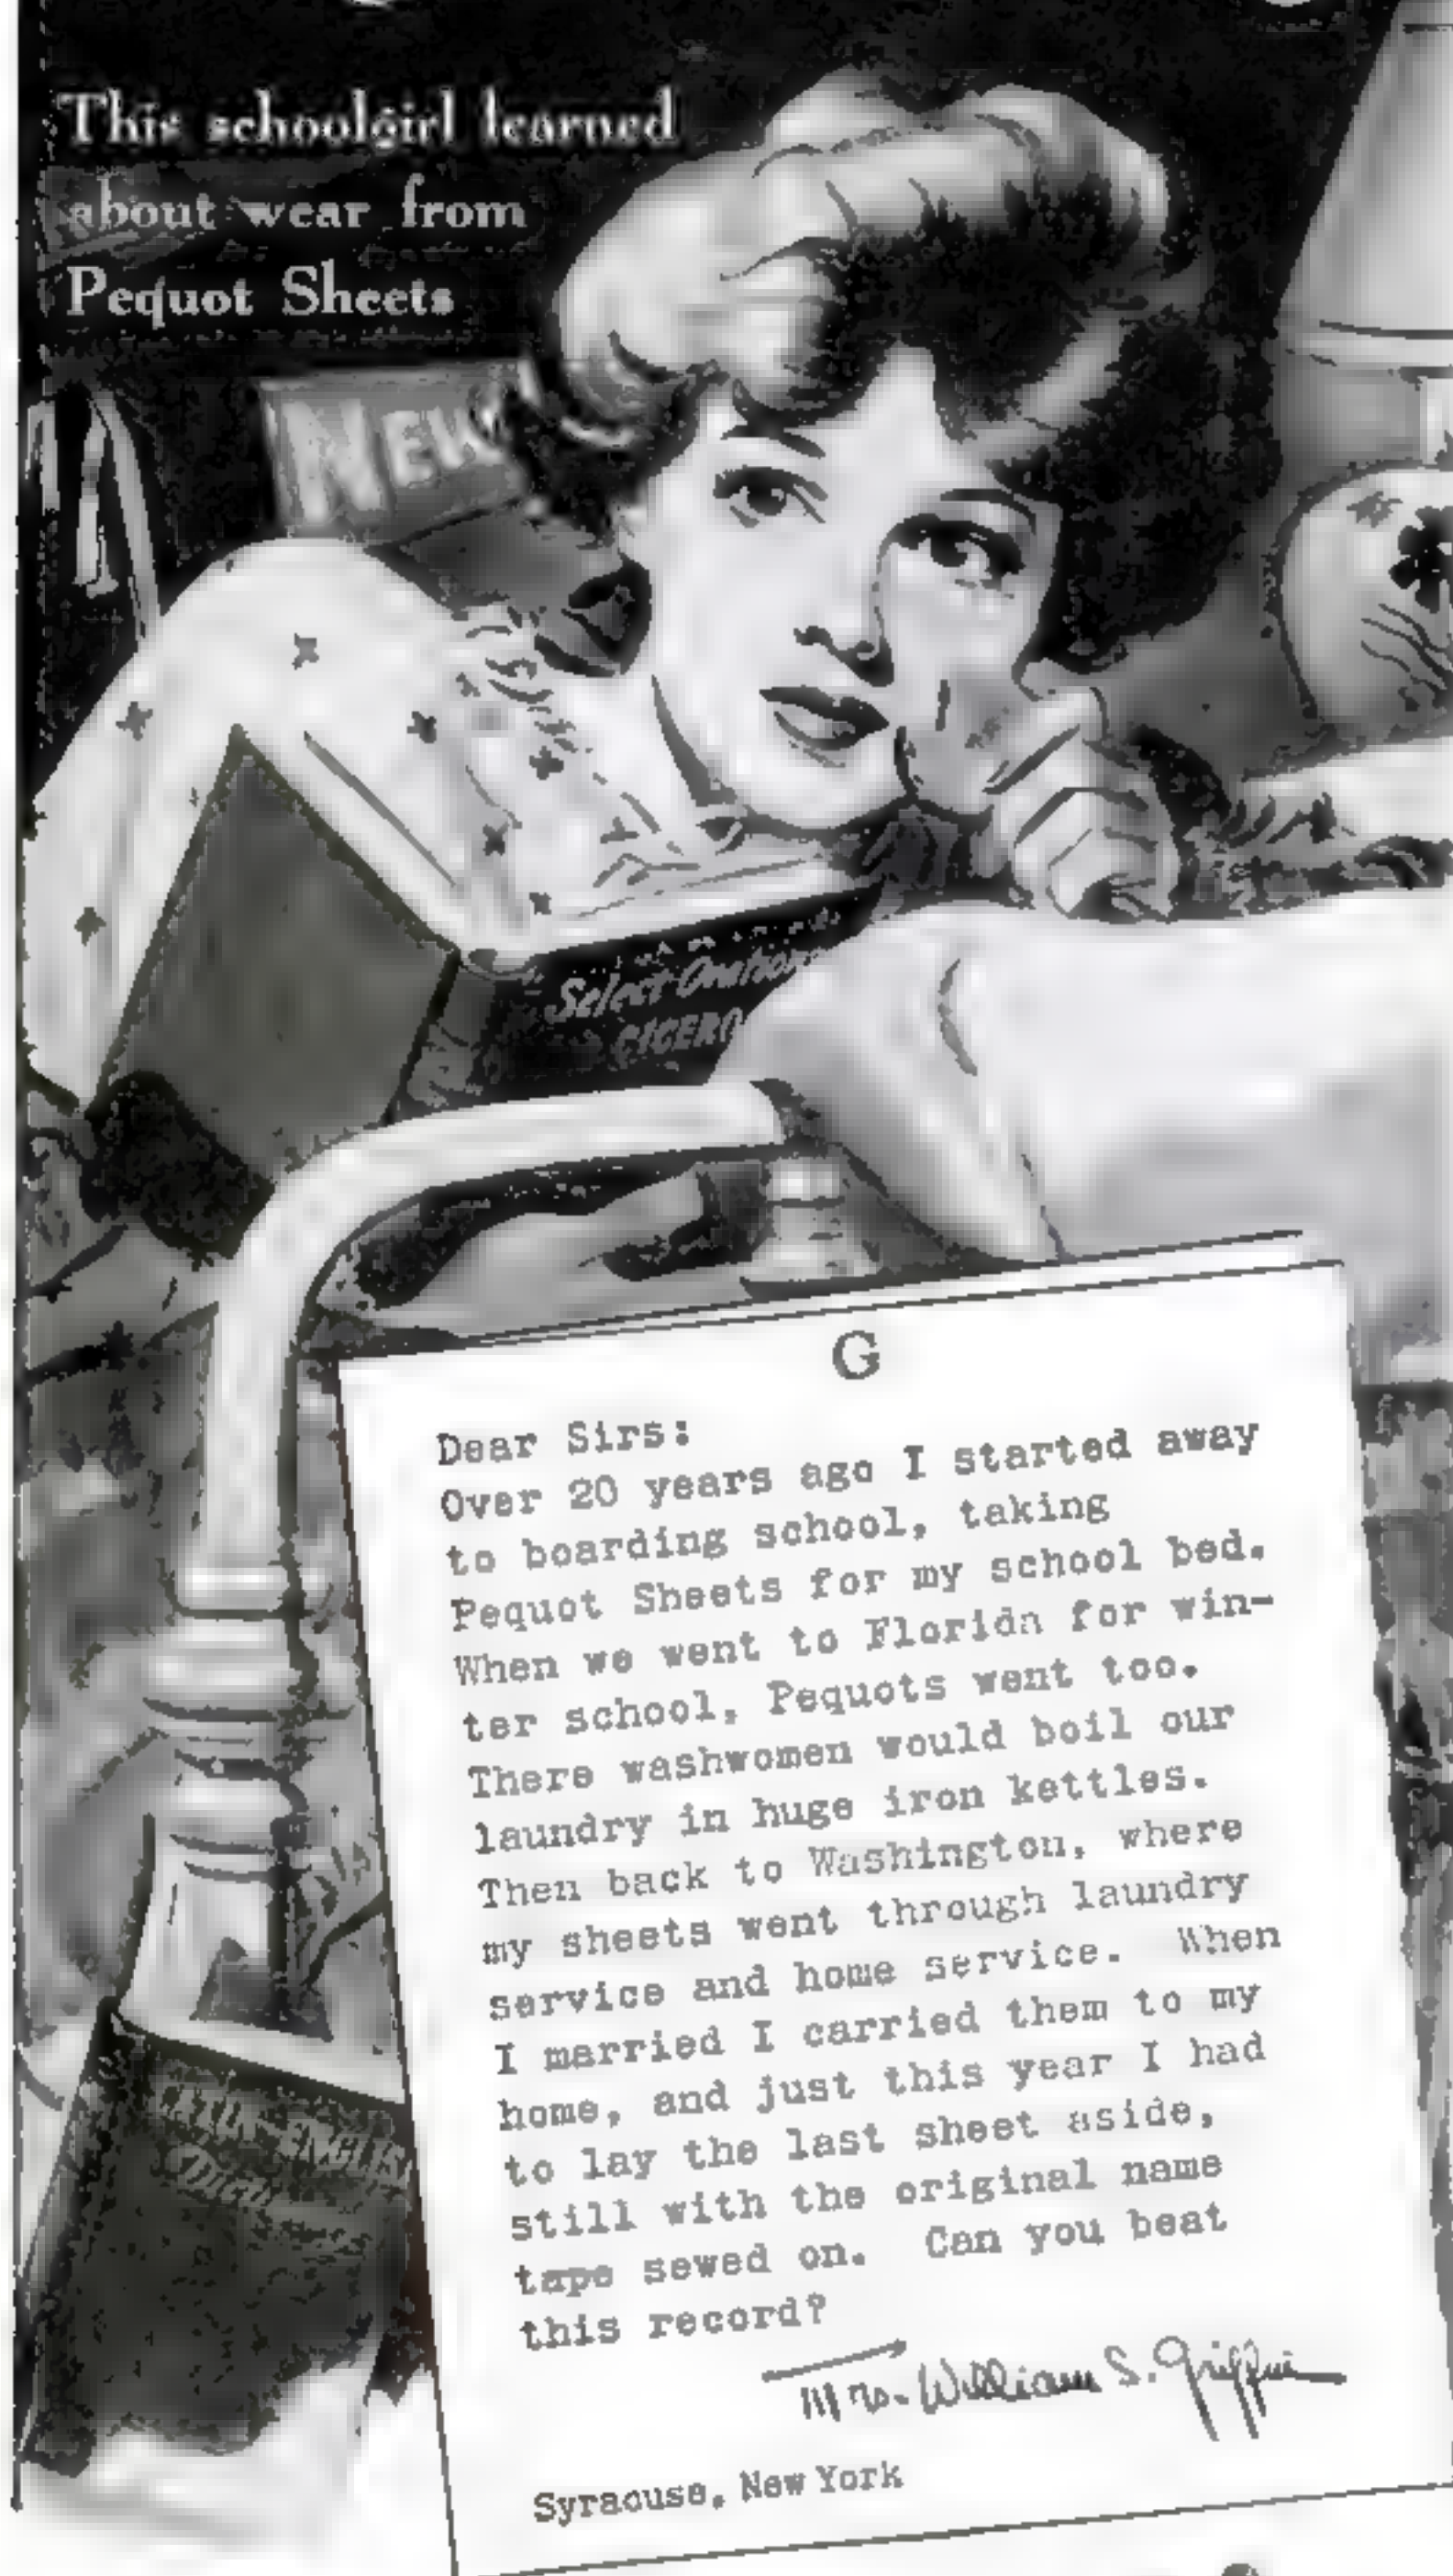 This schoolgirl learned
about wear from
Pequot Sheets
NEW
Select Orations
CICERO
G
Dear Sirs:
Over 20 years ago I started away
to boarding school, taking
Pequot Sheets for my school bed.
When we went to Florida for win-
ter school, Pequots went too.
There washwomen would boil our
laundry in huge iron kettles.
Then back to Washington, where
my sheets went through laundry
service and home service. When
I married I carried them to my
home, and just this year I had
to lay the last sheet aside,
still with the original name
tape sewed on. Can you beat
this record?
Mrs. William S. Griffin
Syracuse, New York
ENGLISH